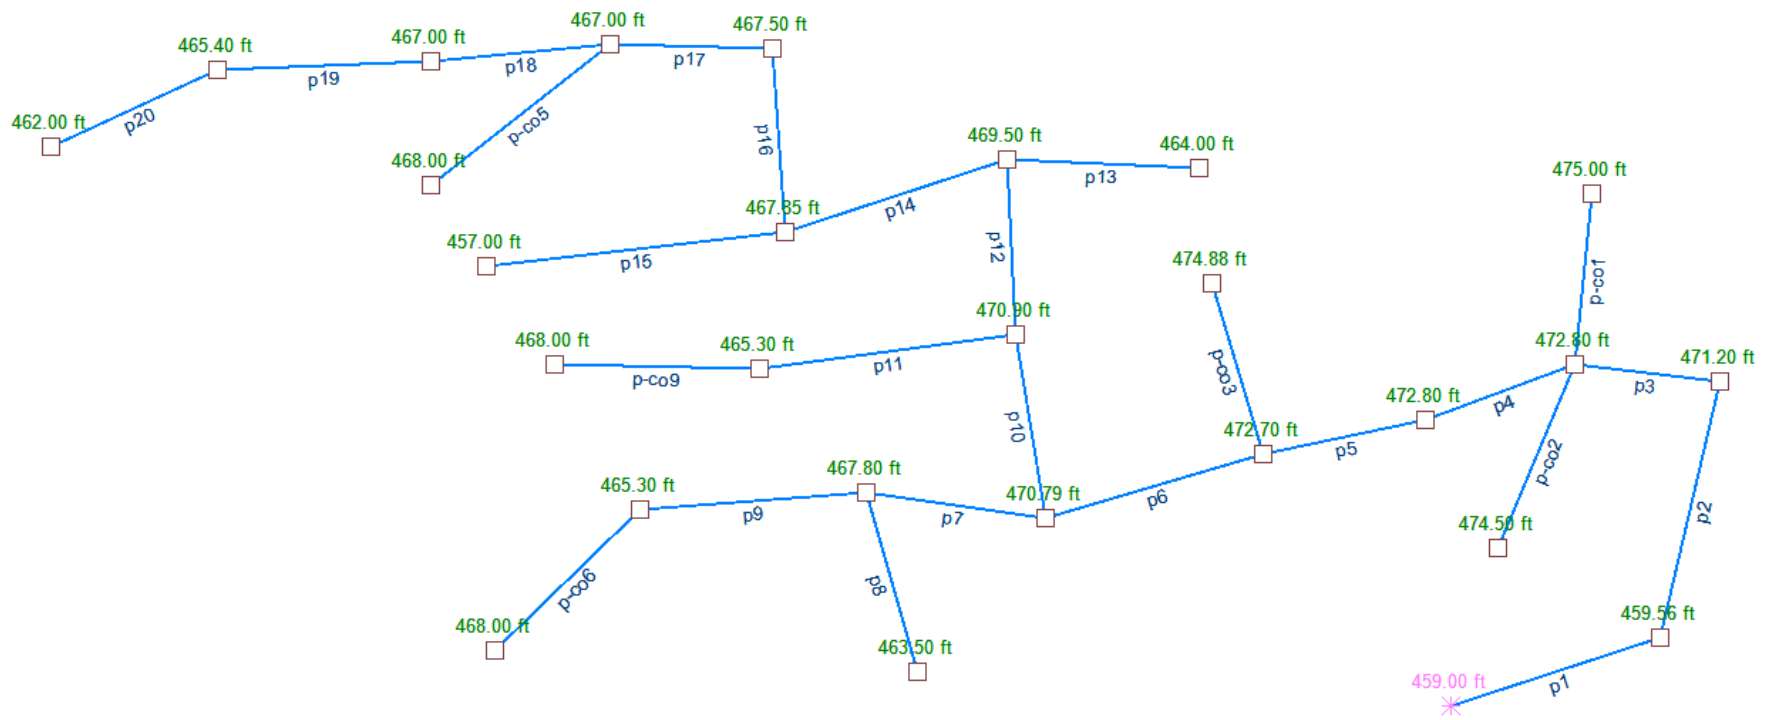 467.00 ft
467.50 ft
465.40 ft
467.00 ft
p17
p18
p19
462.00 ft
p20
p-co5
p16
469.50 ft
464.00 ft
468.00 ft
p13
475.00 ft
467.85 ft
p14
457.00 ft
p15
p12
474.88 ft
p-co1
470.90 ft
468.00 ft
465.30 ft
p11
p-co9
p-co3
472.80 ft
471.20 ft
p3
472.80 ft
p4
p10
472.70 ft
p5
p-co2
467.80 ft
465.30 ft
470.79 ft
p6
p9
p7
474.50 ft
p2
p-co6
p8
468.00 ft
463.50 ft
459.56 ft
459.00 ft
p1